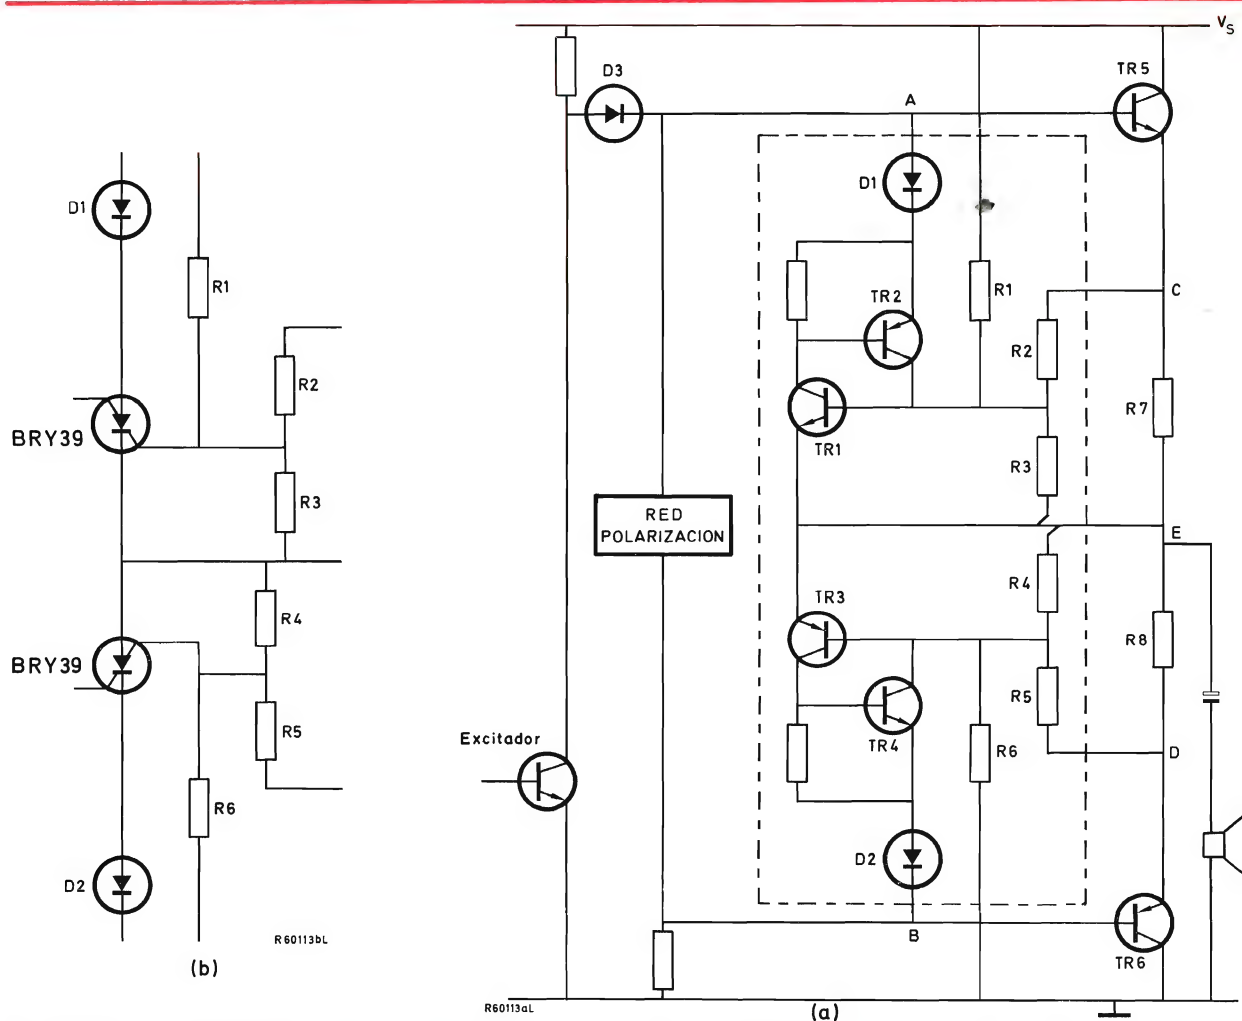 D1
R1
R2
BRY39
R3
R4
BRY39
R5
R6
D2
R60113bL
(b)
V_S
D3
A
TR5
D1
TR2
R1
C
R2
R7
TR1
R3
RED
POLARIZACION
E
R4
TR3
R8
R5
Excitador
TR4
R6
D
D2
B
TR6
R60113aL
(a)